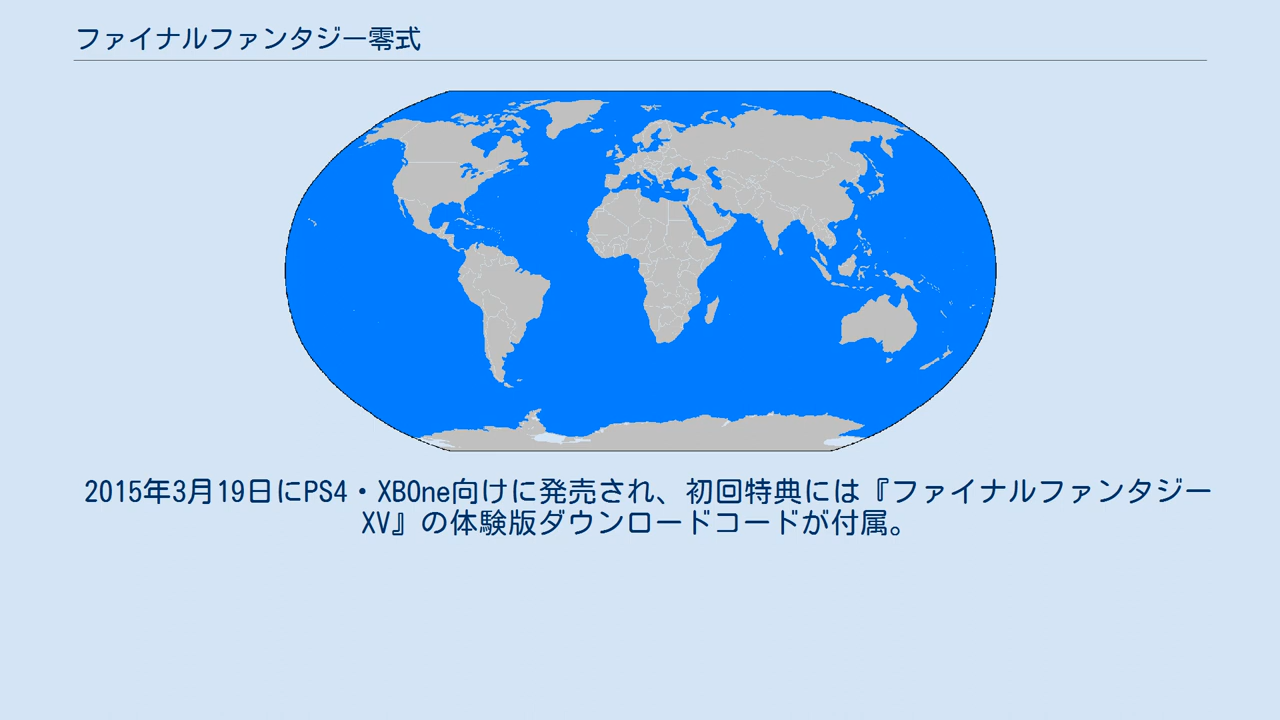 ファイナルファンタジー零式
2015年3月19日にPS4・XBOne向けに発売され、初回特典には『ファイナルファンタジー
XV』の体験版ダウンロードコードが付属。